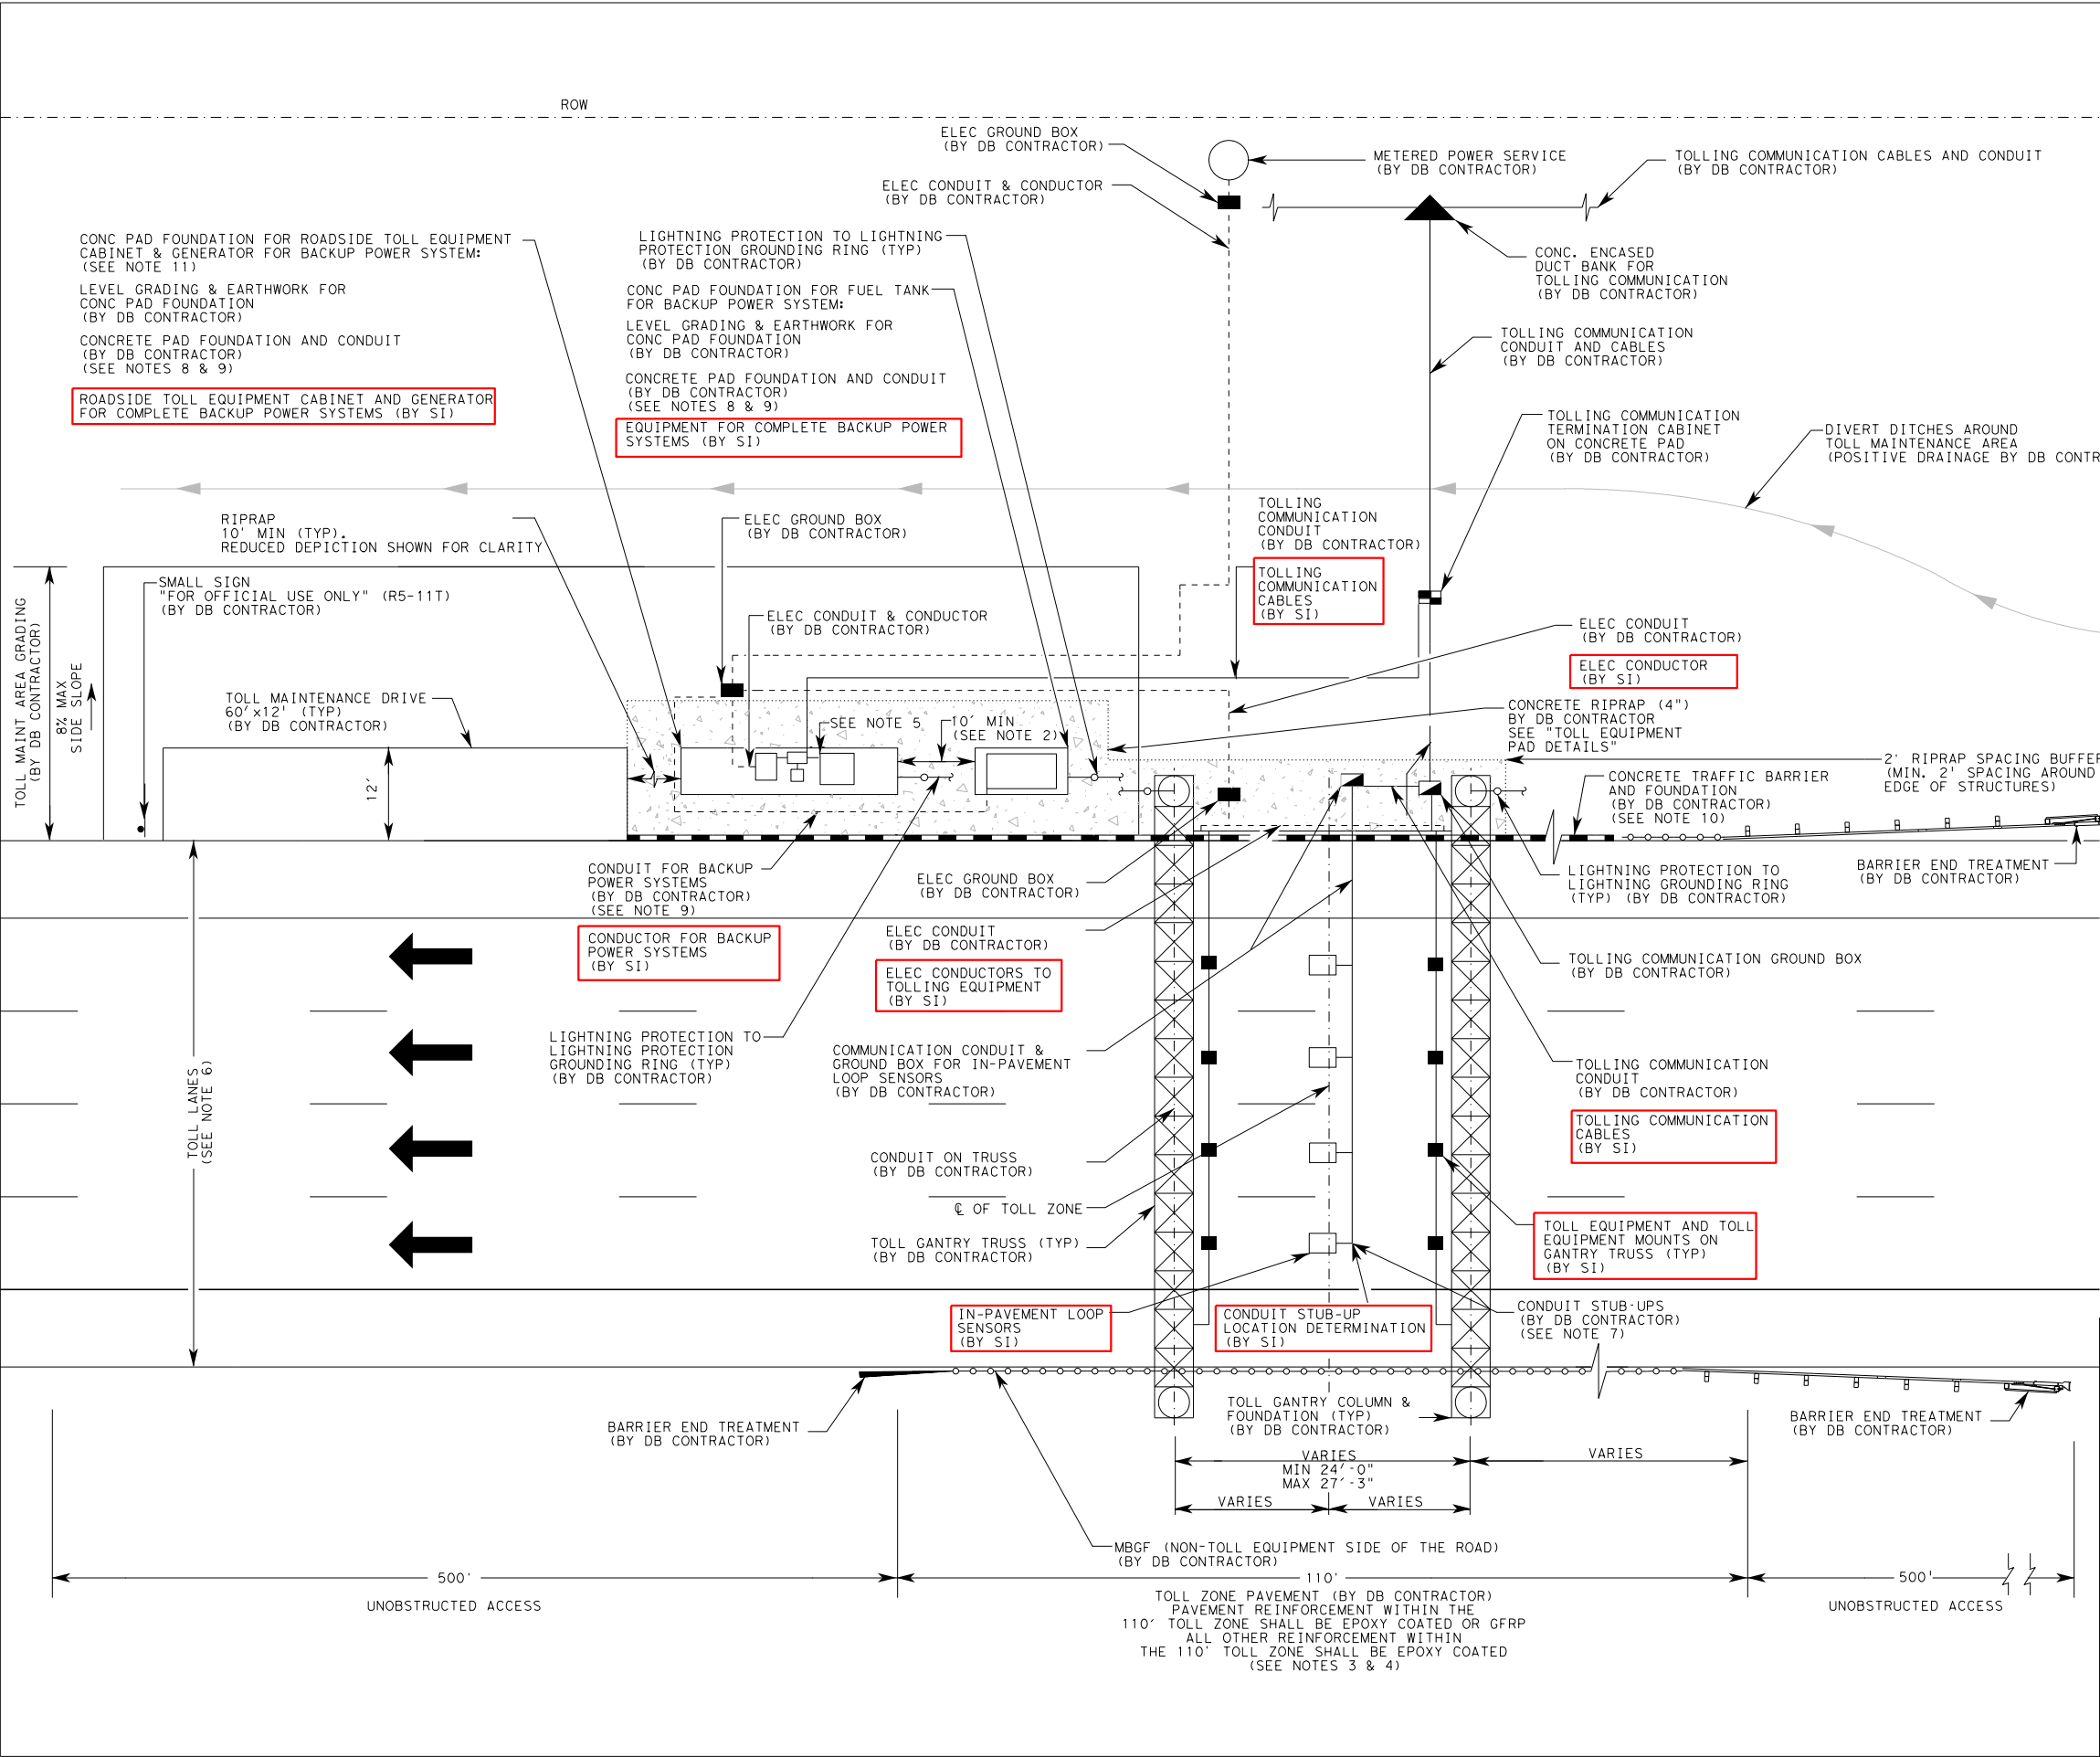 ROW
ELEC GROUND BOX
(BY DB CONTRACTOR)
METERED POWER SERVICE
(BY DB CONTRACTOR)
TOLLING COMMUNICATION CABLES AND CONDUIT
(BY DB CONTRACTOR)
ELEC CONDUIT & CONDUCTOR
(BY DB CONTRACTOR)
CONC PAD FOUNDATION FOR ROADSIDE TOLL EQUIPMENT
CABINET & GENERATOR FOR BACKUP POWER SYSTEM:
(SEE NOTE 11)
LEVEL GRADING & EARTHWORK FOR
CONC PAD FOUNDATION
(BY DB CONTRACTOR)
CONCRETE PAD FOUNDATION AND CONDUIT
(BY DB CONTRACTOR)
(SEE NOTES 8 & 9)
ROADSIDE TOLL EQUIPMENT CABINET AND GENERATOR
FOR COMPLETE BACKUP POWER SYSTEMS (BY SI)
LIGHTNING PROTECTION TO LIGHTNING
PROTECTION GROUNDING RING (TYP)
(BY DB CONTRACTOR)
CONC PAD FOUNDATION FOR FUEL TANK
FOR BACKUP POWER SYSTEM:
LEVEL GRADING & EARTHWORK FOR
CONC PAD FOUNDATION
(BY DB CONTRACTOR)
CONCRETE PAD FOUNDATION AND CONDUIT
(BY DB CONTRACTOR)
(SEE NOTES 8 & 9)
EQUIPMENT FOR COMPLETE BACKUP POWER
SYSTEMS (BY SI)
CONC. ENCASED
DUCT BANK FOR
TOLLING COMMUNICATION
(BY DB CONTRACTOR)
TOLLING COMMUNICATION
CONDUIT AND CABLES
(BY DB CONTRACTOR)
TOLLING COMMUNICATION
TERMINATION CABINET
ON CONCRETE PAD
(BY DB CONTRACTOR)
DIVERT DITCHES AROUND
TOLL MAINTENANCE AREA
(POSITIVE DRAINAGE BY DB CONTR
RIPRAP
10' MIN (TYP).
REDUCED DEPICTION SHOWN FOR CLARITY
ELEC GROUND BOX
(BY DB CONTRACTOR)
TOLLING
COMMUNICATION
CONDUIT
(BY DB CONTRACTOR)
TOLLING
COMMUNICATION
CABLES
(BY SI)
SMALL SIGN
"FOR OFFICIAL USE ONLY" (R5-11T)
(BY DB CONTRACTOR)
ELEC CONDUIT & CONDUCTOR
(BY DB CONTRACTOR)
ELEC CONDUIT
(BY DB CONTRACTOR)
ELEC CONDUCTOR
(BY SI)
TOLL MAINT AREA GRADING
(BY DB CONTRACTOR)
8% MAX
SIDE SLOPE
TOLL MAINTENANCE DRIVE
60'×12' (TYP)
(BY DB CONTRACTOR)
12'
SEE NOTE 5
10' MIN
(SEE NOTE 2)
CONCRETE RIPRAP (4")
BY DB CONTRACTOR
SEE "TOLL EQUIPMENT
PAD DETAILS"
2' RIPRAP SPACING BUFFER
(MIN. 2' SPACING AROUND
EDGE OF STRUCTURES)
CONCRETE TRAFFIC BARRIER
AND FOUNDATION
(BY DB CONTRACTOR)
(SEE NOTE 10)
CONDUIT FOR BACKUP
POWER SYSTEMS
(BY DB CONTRACTOR)
(SEE NOTE 9)
CONDUCTOR FOR BACKUP
POWER SYSTEMS
(BY SI)
ELEC GROUND BOX
(BY DB CONTRACTOR)
LIGHTNING PROTECTION TO
LIGHTNING GROUNDING RING
(TYP) (BY DB CONTRACTOR)
BARRIER END TREATMENT
(BY DB CONTRACTOR)
ELEC CONDUIT
(BY DB CONTRACTOR)
ELEC CONDUCTORS TO
TOLLING EQUIPMENT
(BY SI)
TOLLING COMMUNICATION GROUND BOX
(BY DB CONTRACTOR)
LIGHTNING PROTECTION TO
LIGHTNING PROTECTION
GROUNDING RING (TYP)
(BY DB CONTRACTOR)
COMMUNICATION CONDUIT &
GROUND BOX FOR IN-PAVEMENT
LOOP SENSORS
(BY DB CONTRACTOR)
TOLLING COMMUNICATION
CONDUIT
(BY DB CONTRACTOR)
TOLLING COMMUNICATION
CABLES
(BY SI)
TOLL LANES
(SEE NOTE 6)
CONDUIT ON TRUSS
(BY DB CONTRACTOR)
℄ OF TOLL ZONE
TOLL GANTRY TRUSS (TYP)
(BY DB CONTRACTOR)
TOLL EQUIPMENT AND TOLL
EQUIPMENT MOUNTS ON
GANTRY TRUSS (TYP)
(BY SI)
IN-PAVEMENT LOOP
SENSORS
(BY SI)
CONDUIT STUB-UP
LOCATION DETERMINATION
(BY SI)
CONDUIT STUB-UPS
(BY DB CONTRACTOR)
(SEE NOTE 7)
BARRIER END TREATMENT
(BY DB CONTRACTOR)
TOLL GANTRY COLUMN &
FOUNDATION (TYP)
(BY DB CONTRACTOR)
BARRIER END TREATMENT
(BY DB CONTRACTOR)
VARIES
MIN 24'-0"
MAX 27'-3"
VARIES
VARIES
VARIES
MBGF (NON-TOLL EQUIPMENT SIDE OF THE ROAD)
(BY DB CONTRACTOR)
500'
UNOBSTRUCTED ACCESS
110'
500'
UNOBSTRUCTED ACCESS
TOLL ZONE PAVEMENT (BY DB CONTRACTOR)
PAVEMENT REINFORCEMENT WITHIN THE
110' TOLL ZONE SHALL BE EPOXY COATED OR GFRP
ALL OTHER REINFORCEMENT WITHIN
THE 110' TOLL ZONE SHALL BE EPOXY COATED
(SEE NOTES 3 & 4)